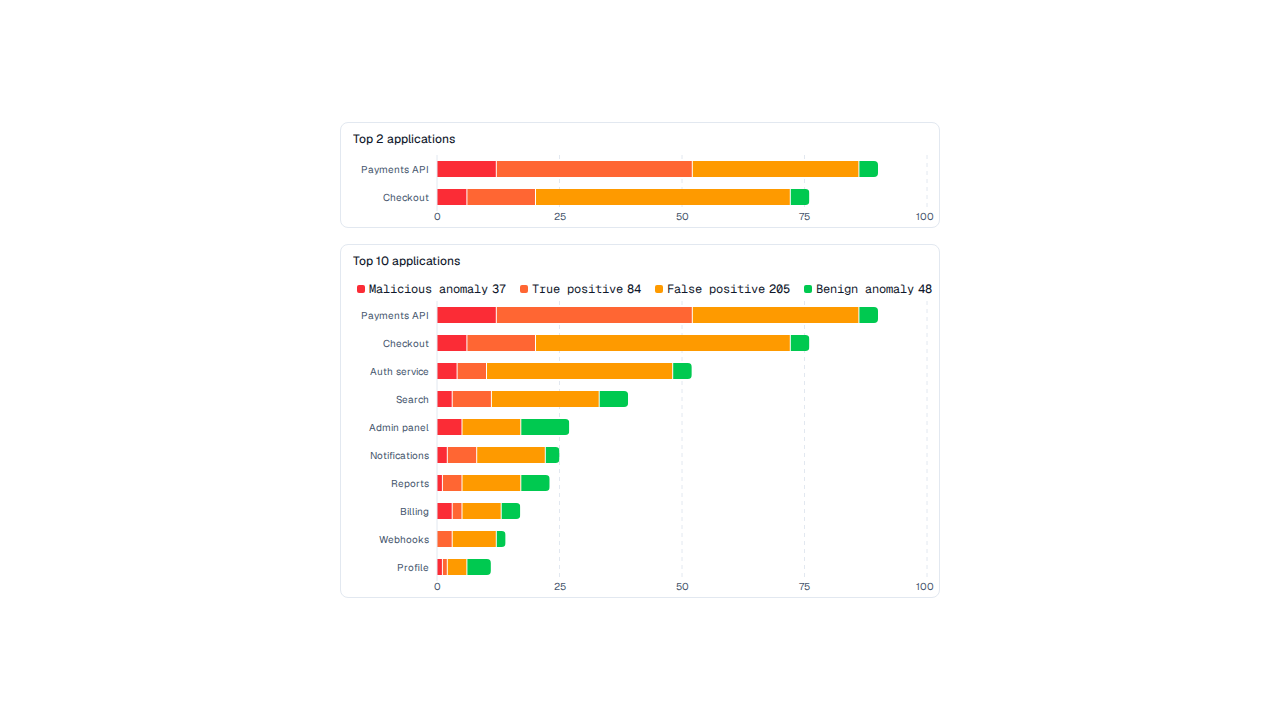 Top 2 applications
Payments API
Checkout
0 25 50 75 100
Top 10 applications
Malicious anomaly 37 True positive 84 False positive 205 Benign anomaly 48
Payments API
Checkout
Auth service
Search
Admin panel
Notifications
Reports
Billing
Webhooks
Profile
0 25 50 75 100